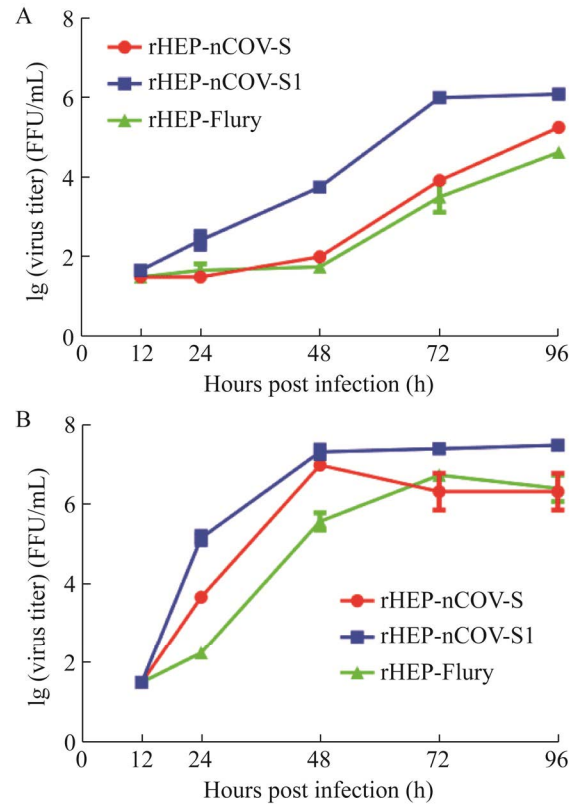 A
8
6
4
2
0
lg (virus titer) (FFU/mL)
rHEP-nCOV-S
rHEP-nCOV-S1
rHEP-Flury
0 12 24 48 72 96
Hours post infection (h)
B
8
6
4
2
0
lg (virus titer) (FFU/mL)
rHEP-nCOV-S
rHEP-nCOV-S1
rHEP-Flury
0 12 24 48 72 96
Hours post infection (h)